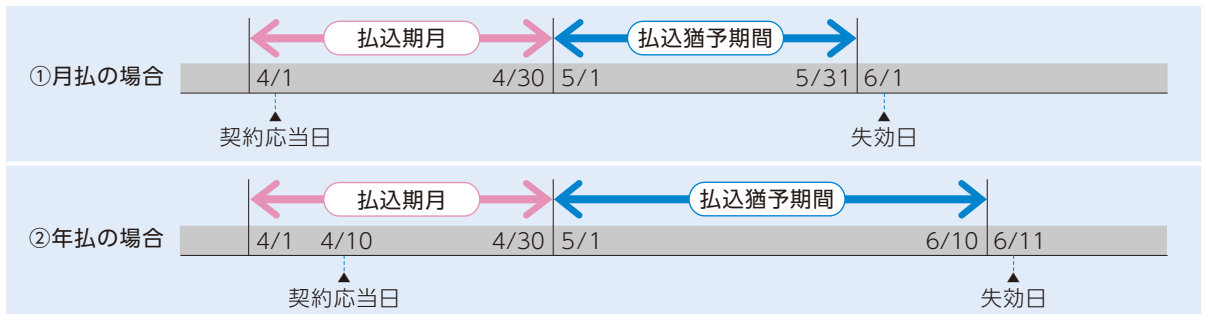 払込期月 払込猶予期間
①月払の場合 4/1 4/30 5/1 5/31 6/1
契約応当日 失効日
払込期月 払込猶予期間
②年払の場合 4/1 4/10 4/30 5/1 6/10 6/11
契約応当日 失効日